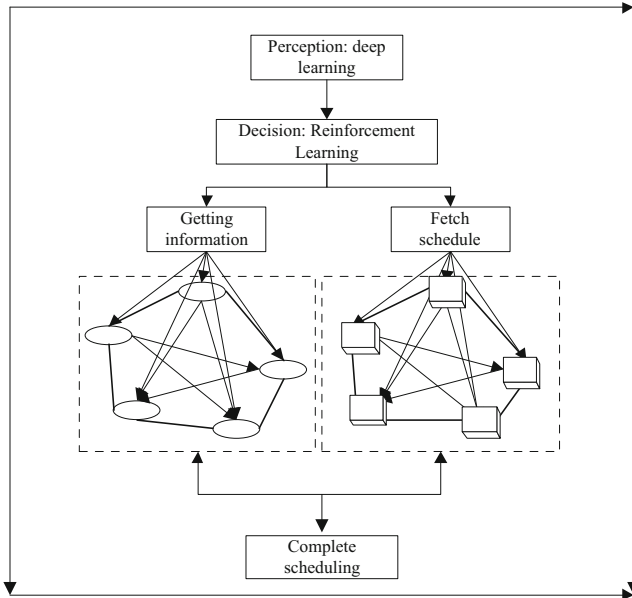 Perception: deep
learning
Decision: Reinforcement
Learning
Getting
information
Fetch
schedule
Complete
scheduling